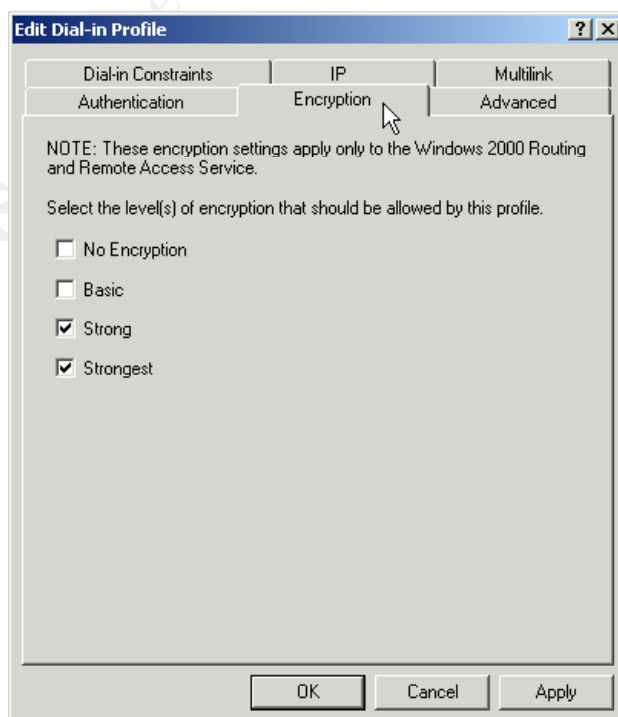 Edit Dial-in Profile
Dial-in Constraints
IP
Multilink
Authentication
Encryption
Advanced
NOTE: These encryption settings apply only to the Windows 2000 Routing
and Remote Access Service.
Select the level(s) of encryption that should be allowed by this profile.
No Encryption
Basic
Strong
Strongest
OK
Cancel
Apply